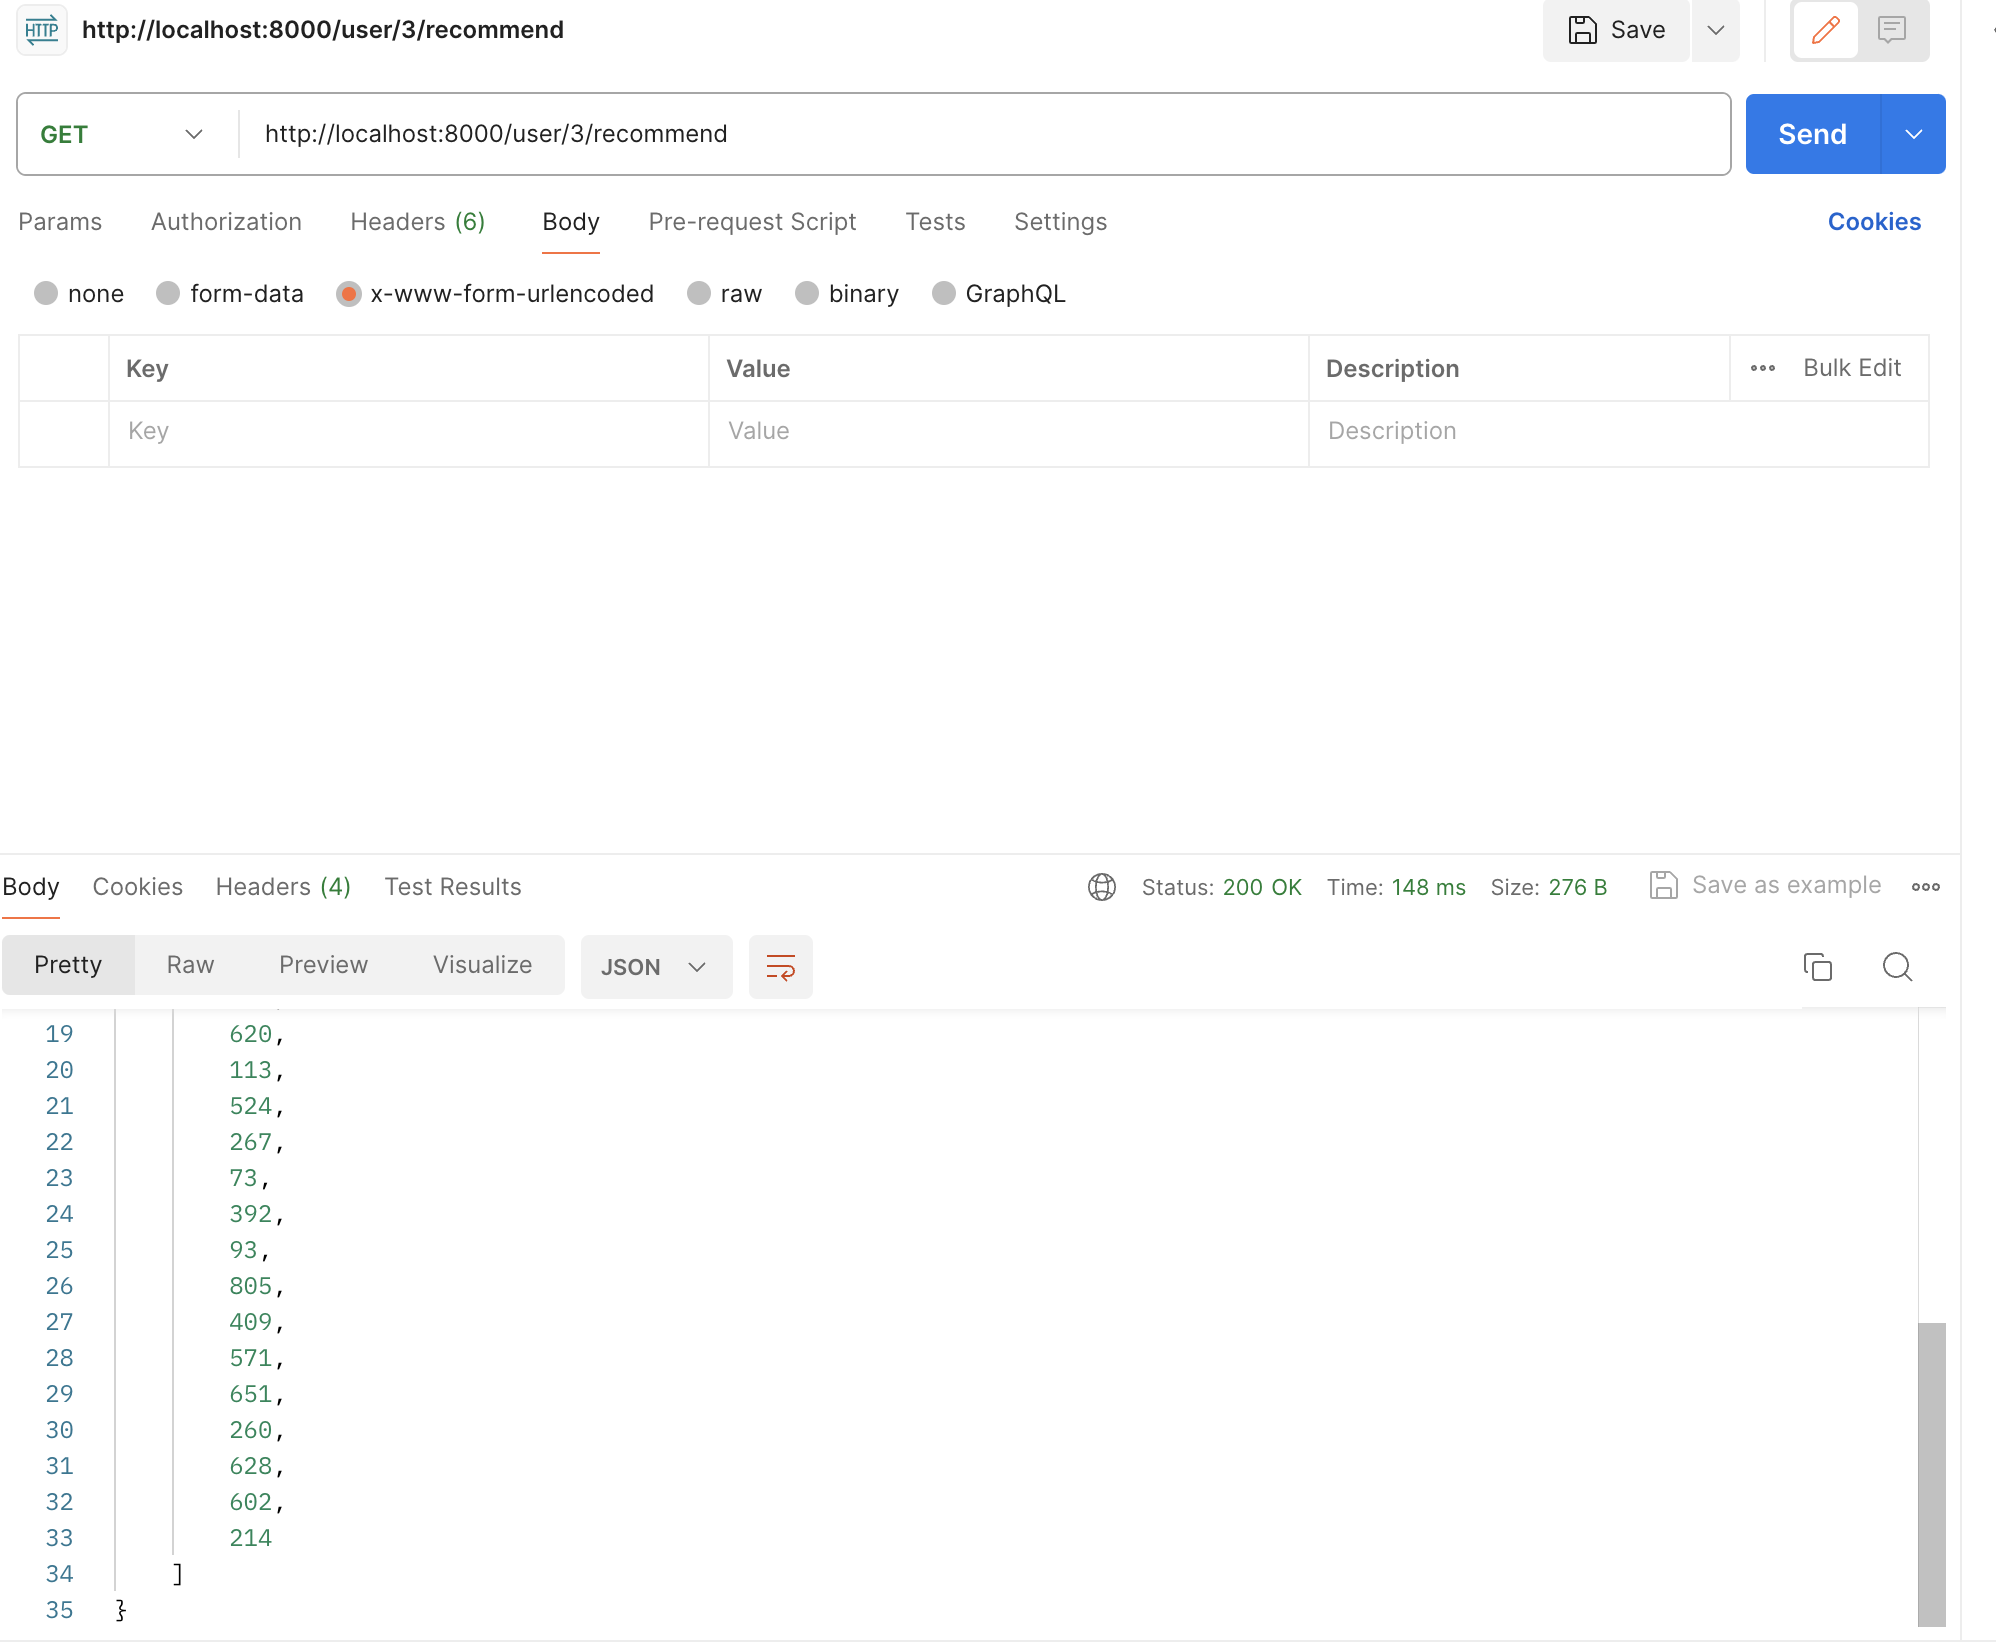 HTTP http://localhost:8000/user/3/recommend Save
GET http://localhost:8000/user/3/recommend Send
Params Authorization Headers (6) Body Pre-request Script Tests Settings Cookies
none form-data x-www-form-urlencoded raw binary GraphQL
Key Value Description Bulk Edit
Key Value Description
Body Cookies Headers (4) Test Results Status: 200 OK Time: 148 ms Size: 276 B Save as example
Pretty Raw Preview Visualize JSON
19 620,
20 113,
21 524,
22 267,
23 73,
24 392,
25 93,
26 805,
27 409,
28 571,
29 651,
30 260,
31 628,
32 602,
33 214
34 ]
35 }